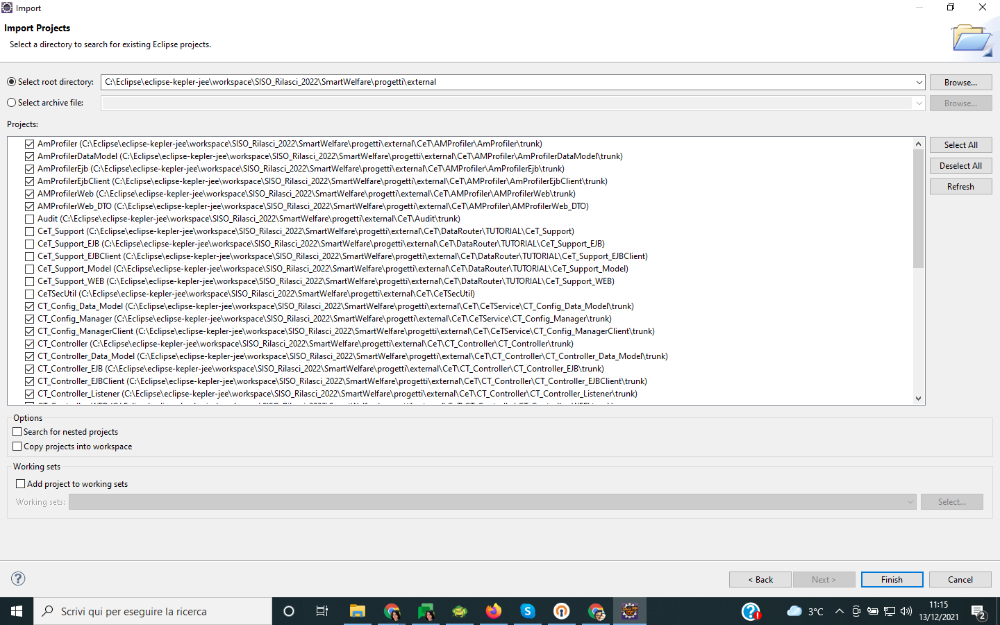 Import
Import Projects
Select a directory to search for existing Eclipse projects.
Select root directory: C:\Eclipse\eclipse-kepler-jee\workspace\SISO_Rilasci_2022\SmartWelfare\progetti\external Browse...
Select archive file: Browse...
Projects:
AmProfiler (C:\Eclipse\eclipse-kepler-jee\workspace\SISO_Rilasci_2022\SmartWelfare\progetti\external\CeT\AMProfiler\AmProfiler\trunk)
AmProfilerDataModel (C:\Eclipse\eclipse-kepler-jee\workspace\SISO_Rilasci_2022\SmartWelfare\progetti\external\CeT\AMProfiler\AmProfilerDataModel\trunk)
AmProfilerEjb (C:\Eclipse\eclipse-kepler-jee\workspace\SISO_Rilasci_2022\SmartWelfare\progetti\external\CeT\AMProfiler\AmProfilerEjb\trunk)
AmProfilerEjbClient (C:\Eclipse\eclipse-kepler-jee\workspace\SISO_Rilasci_2022\SmartWelfare\progetti\external\CeT\AMProfiler\AmProfilerEjbClient\trunk)
AMProfilerWeb (C:\Eclipse\eclipse-kepler-jee\workspace\SISO_Rilasci_2022\SmartWelfare\progetti\external\CeT\AMProfiler\AMProfilerWeb\trunk)
AMProfilerWeb_DTO (C:\Eclipse\eclipse-kepler-jee\workspace\SISO_Rilasci_2022\SmartWelfare\progetti\external\CeT\AMProfiler\AMProfilerWeb_DTO)
Audit (C:\Eclipse\eclipse-kepler-jee\workspace\SISO_Rilasci_2022\SmartWelfare\progetti\external\CeT\Audit\trunk)
CeT_Support (C:\Eclipse\eclipse-kepler-jee\workspace\SISO_Rilasci_2022\SmartWelfare\progetti\external\CeT\DataRouter\TUTORIAL\CeT_Support)
CeT_Support_EJB (C:\Eclipse\eclipse-kepler-jee\workspace\SISO_Rilasci_2022\SmartWelfare\progetti\external\CeT\DataRouter\TUTORIAL\CeT_Support_EJB)
CeT_Support_EJBClient (C:\Eclipse\eclipse-kepler-jee\workspace\SISO_Rilasci_2022\SmartWelfare\progetti\external\CeT\DataRouter\TUTORIAL\CeT_Support_EJBClient)
CeT_Support_Model (C:\Eclipse\eclipse-kepler-jee\workspace\SISO_Rilasci_2022\SmartWelfare\progetti\external\CeT\DataRouter\TUTORIAL\CeT_Support_Model)
CeT_Support_WEB (C:\Eclipse\eclipse-kepler-jee\workspace\SISO_Rilasci_2022\SmartWelfare\progetti\external\CeT\DataRouter\TUTORIAL\CeT_Support_WEB)
CeTSecUtil (C:\Eclipse\eclipse-kepler-jee\workspace\SISO_Rilasci_2022\SmartWelfare\progetti\external\CeT\CeTSecUtil)
CT_Config_Data_Model (C:\Eclipse\eclipse-kepler-jee\workspace\SISO_Rilasci_2022\SmartWelfare\progetti\external\CeT\CeTService\CT_Config_Data_Model\trunk)
CT_Config_Manager (C:\Eclipse\eclipse-kepler-jee\workspace\SISO_Rilasci_2022\SmartWelfare\progetti\external\CeT\CeTService\CT_Config_Manager\trunk)
CT_Config_ManagerClient (C:\Eclipse\eclipse-kepler-jee\workspace\SISO_Rilasci_2022\SmartWelfare\progetti\external\CeT\CeTService\CT_Config_ManagerClient\trunk)
CT_Controller (C:\Eclipse\eclipse-kepler-jee\workspace\SISO_Rilasci_2022\SmartWelfare\progetti\external\CeT\CT_Controller\CT_Controller\trunk)
CT_Controller_Data_Model (C:\Eclipse\eclipse-kepler-jee\workspace\SISO_Rilasci_2022\SmartWelfare\progetti\external\CeT\CT_Controller\CT_Controller_Data_Model\trunk)
CT_Controller_EJB (C:\Eclipse\eclipse-kepler-jee\workspace\SISO_Rilasci_2022\SmartWelfare\progetti\external\CeT\CT_Controller\CT_Controller_EJB\trunk)
CT_Controller_EJBClient (C:\Eclipse\eclipse-kepler-jee\workspace\SISO_Rilasci_2022\SmartWelfare\progetti\external\CeT\CT_Controller\CT_Controller_EJBClient\trunk)
CT_Controller_Listener (C:\Eclipse\eclipse-kepler-jee\workspace\SISO_Rilasci_2022\SmartWelfare\progetti\external\CeT\CT_Controller\CT_Controller_Listener\trunk)
Select All
Deselect All
Refresh
Options
Search for nested projects
Copy projects into workspace
Working sets
Add project to working sets
Working sets: Select...
< Back Next > Finish Cancel
Scrivi qui per eseguire la ricerca
3°C
11:15
13/12/2021
2